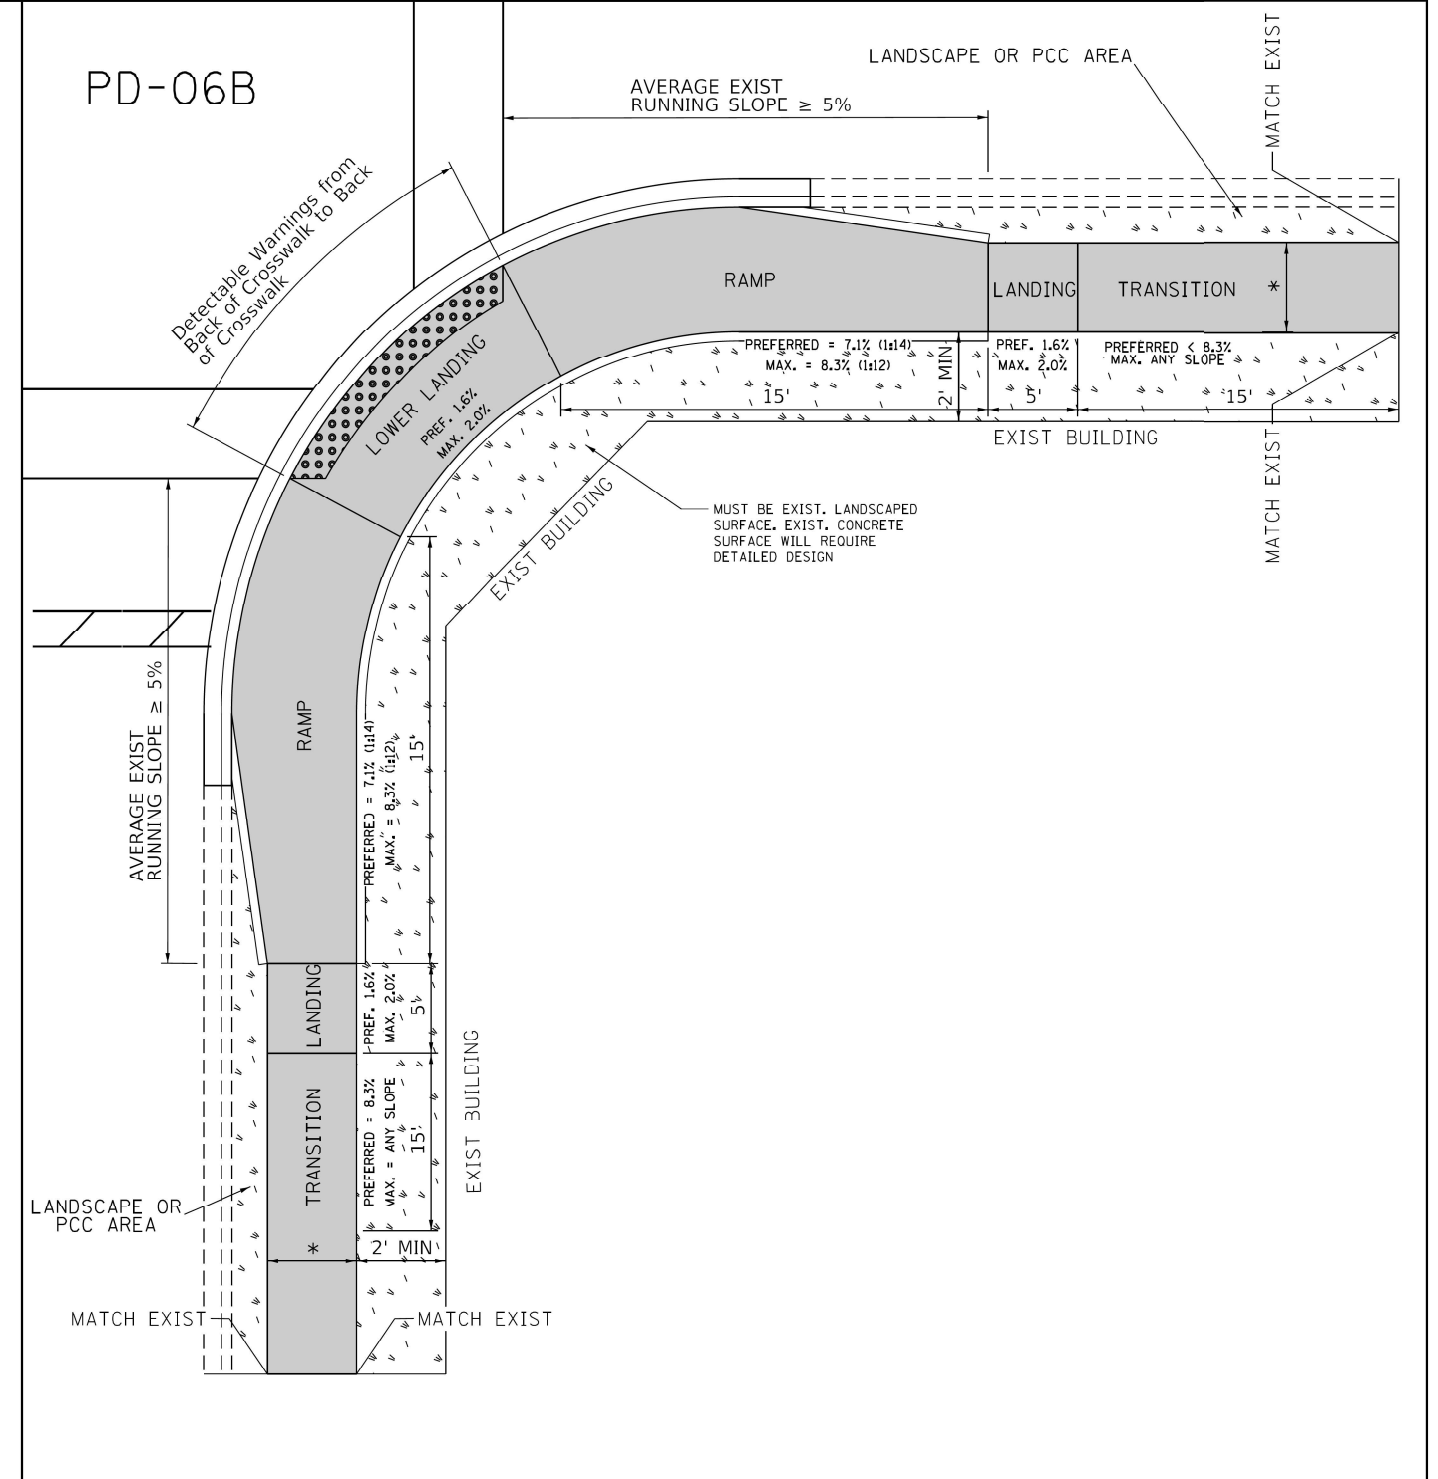 PD-06B
LANDSCAPE OR PCC AREA
MATCH EXIST
AVERAGE EXIST
RUNNING SLOPE ≥ 5%
Detectable Warnings from
Back of Crosswalk to Back
of Crosswalk
RAMP
LANDING
TRANSITION
*
PREFERRED = 7.1% (1:14)
MAX. = 8.3% (1:12)
15'
2' MIN
PREF. 1.6%
MAX. 2.0%
5'
PREFERRED < 8.3%
MAX. ANY SLOPE
15'
EXIST BUILDING
MATCH EXIST
LOWER LANDING
PREF. 1.6%
MAX. 2.0%
EXIST BUILDING
MUST BE EXIST. LANDSCAPED
SURFACE. EXIST. CONCRETE
SURFACE WILL REQUIRE
DETAILED DESIGN
AVERAGE EXIST
RUNNING SLOPE ≥ 5%
RAMP
PREFERRED = 7.1% (1:14)
MAX. = 8.3% (1:12)
15'
LANDING
PREF. 1.6%
MAX. 2.0%
5'
TRANSITION
PREFERRED = 8.3%
MAX. = ANY SLOPE
15'
EXIST BUILDING
LANDSCAPE OR
PCC AREA
*
2' MIN
MATCH EXIST
MATCH EXIST